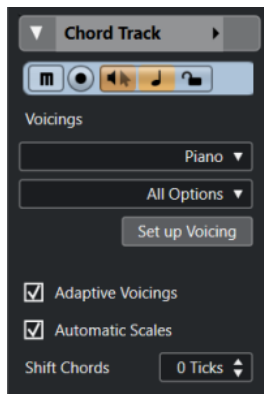 Chord Track
m
Voicings
Piano
All Options
Set up Voicing
Adaptive Voicings
Automatic Scales
Shift Chords 0 Ticks